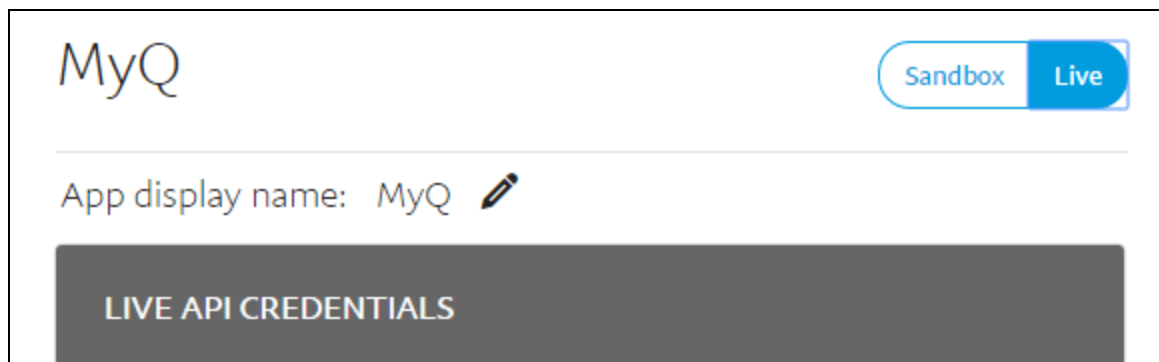 MyQ
Sandbox Live
App display name: MyQ
LIVE API CREDENTIALS